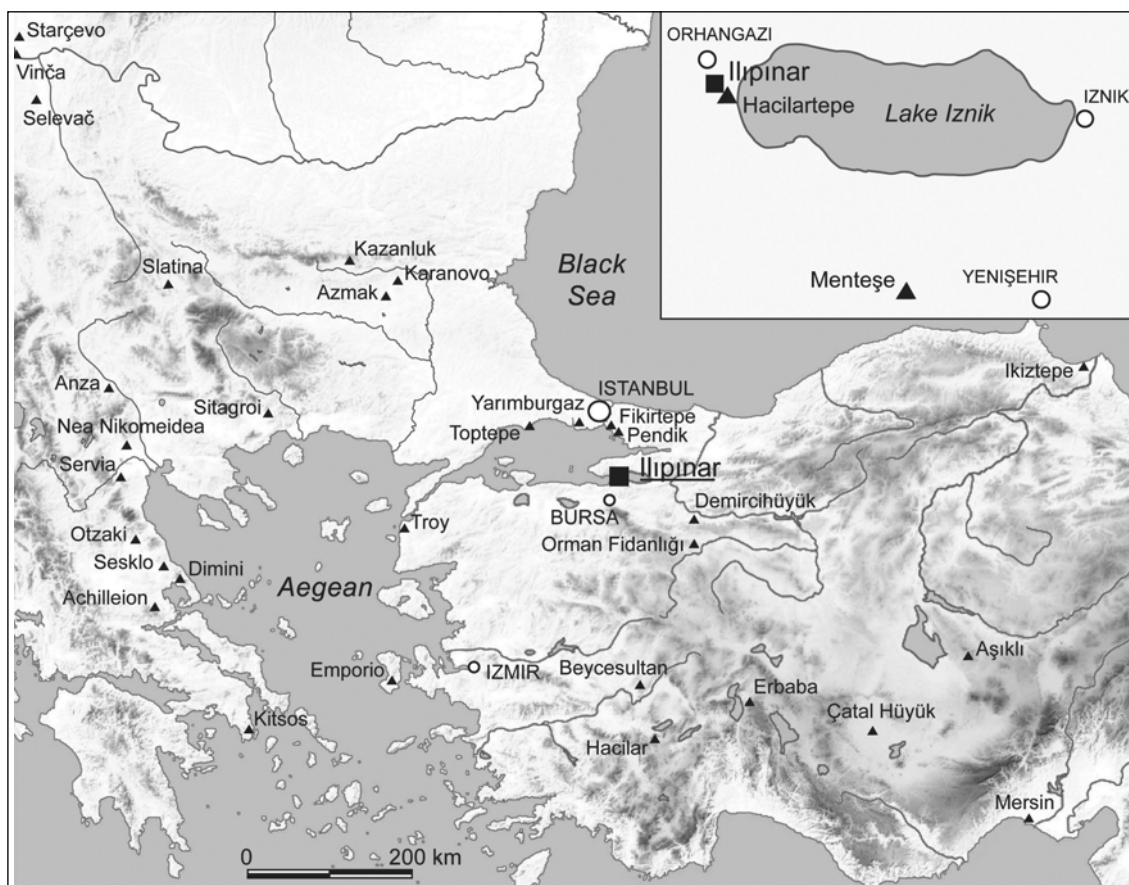 Starçevo
Vinča
Selevač
ORHANGAZI
Ilıpınar
Hacilartepe
Lake Iznik
IZNIK
Menteşe
YENIŞEHIR
Kazanluk
Slatina
Karanovo
Azmak
Black
Sea
Anza
Sitagroi
Nea Nikomeidea
Servia
ISTANBUL
Yarımburgaz
Fikirtepe
Toptepe
Pendik
Ikiztepe
Ilıpınar
Demircihüyük
BURSA
Troy
Orman Fidanlığı
Otzaki
Sesklo
Dimini
Achilleion
Aegean
Emporio
IZMIR
Beycesultan
Erbaba
Aşıklı
Çatal Hüyük
Kitsos
Hacilar
Mersin
0
200 km